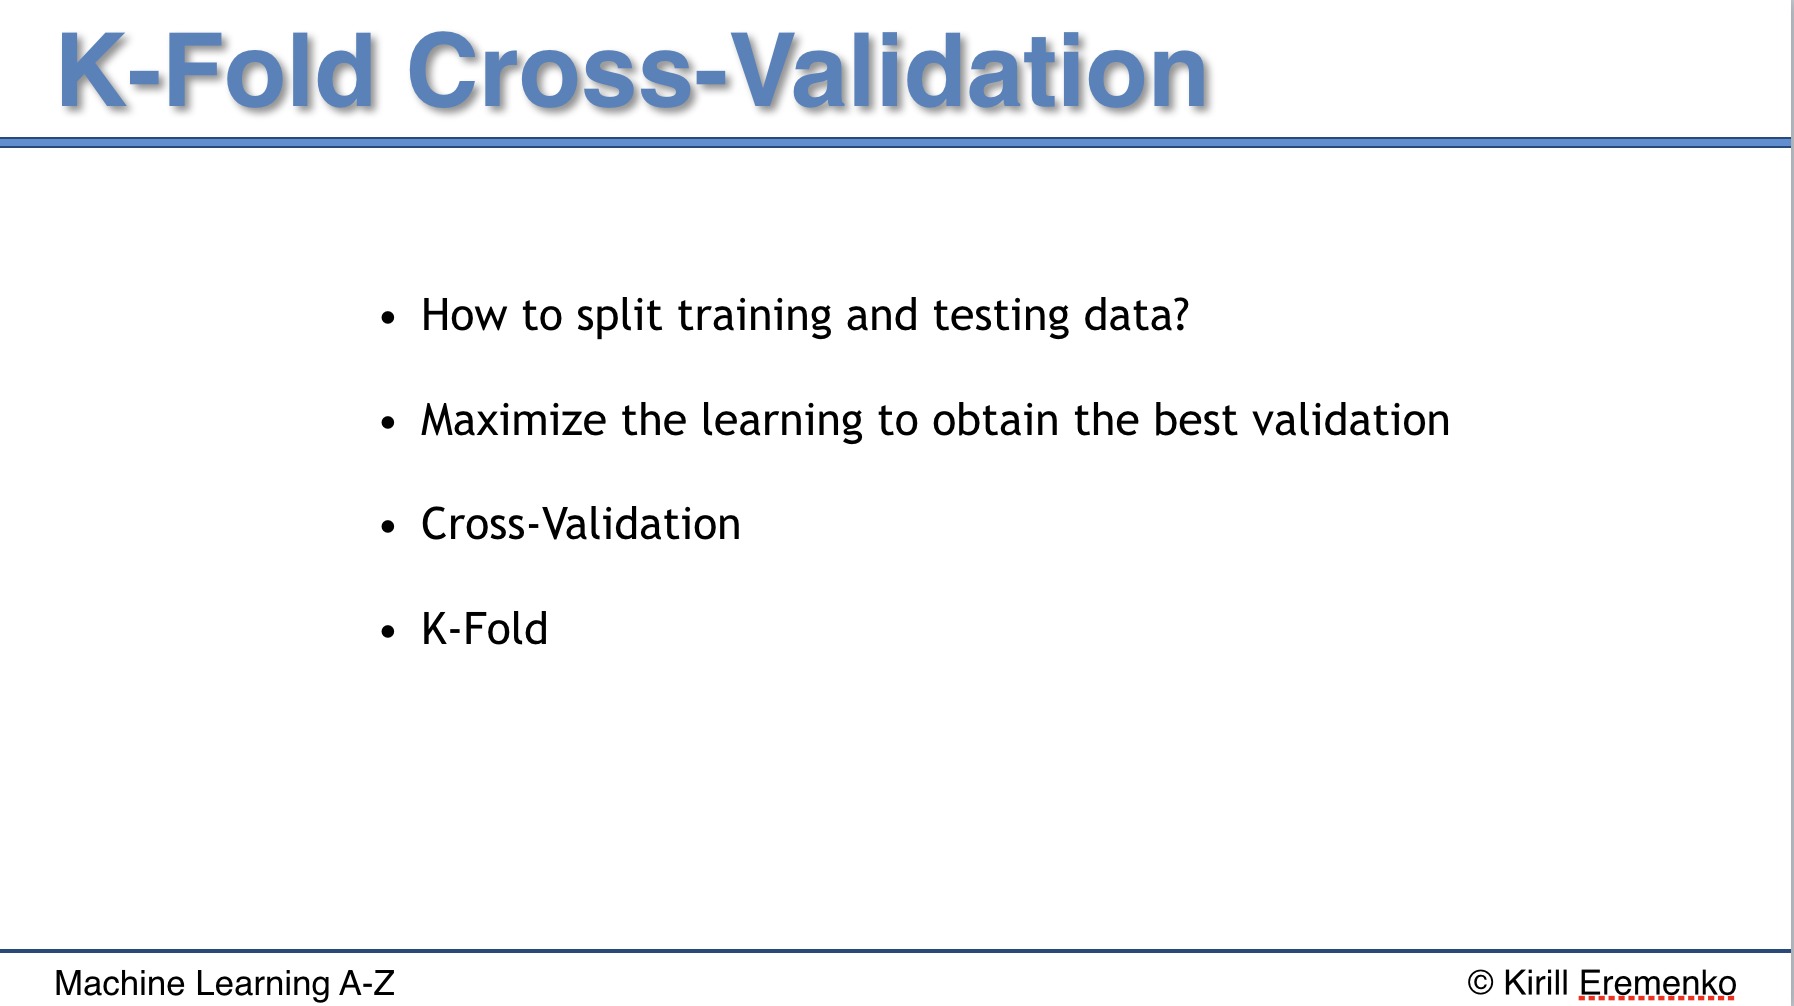 K-Fold Cross-Validation
• How to split training and testing data?
• Maximize the learning to obtain the best validation
• Cross-Validation
• K-Fold
Machine Learning A-Z
© Kirill Eremenko